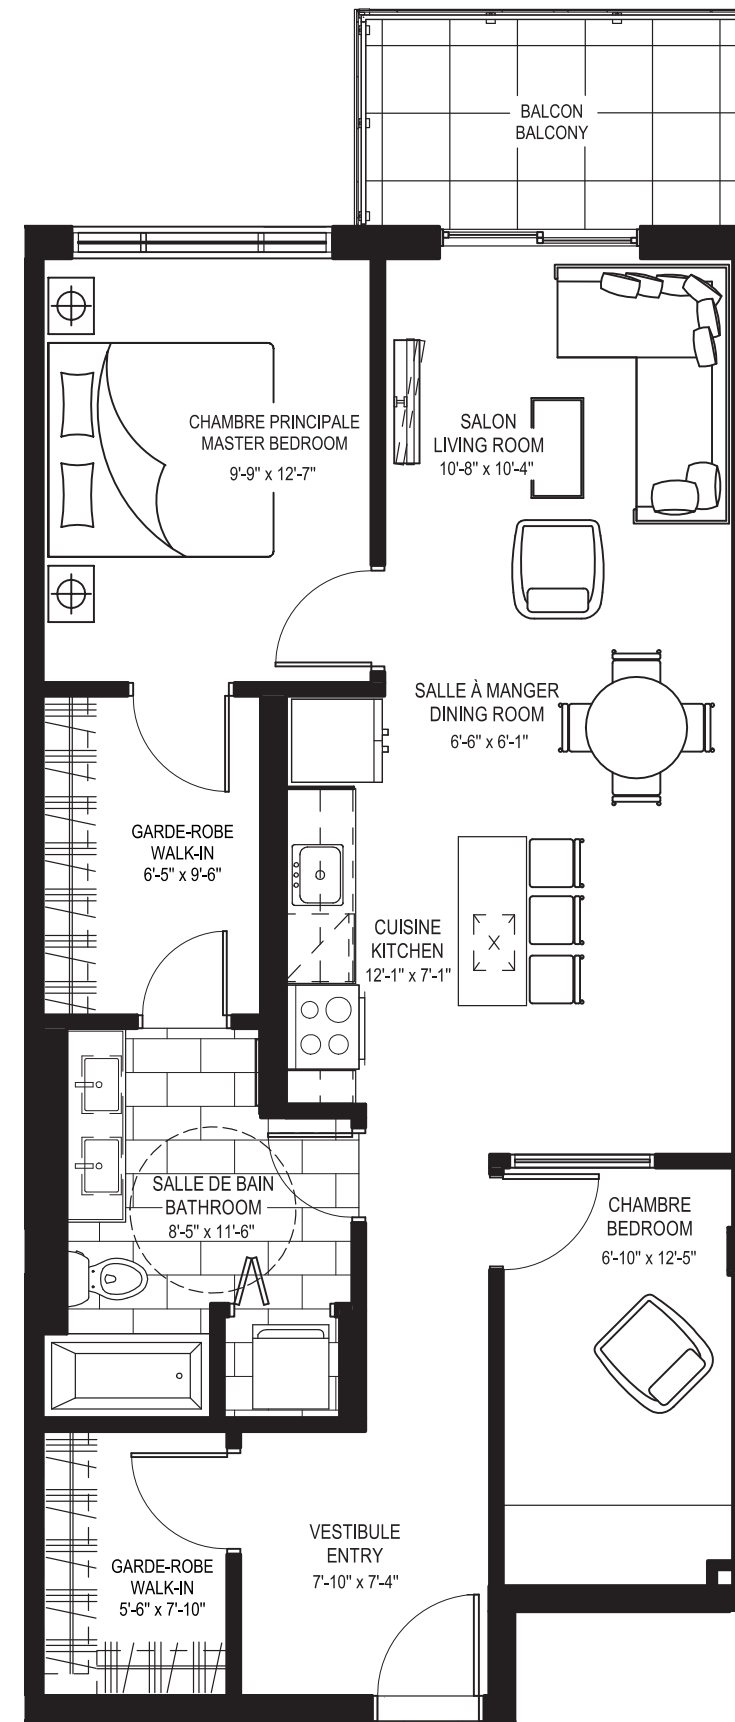 BALCON
BALCONY
CHAMBRE PRINCIPALE
MASTER BEDROOM
9'-9" x 12'-7"
SALON
LIVING ROOM
10'-8" x 10'-4"
SALLE À MANGER
DINING ROOM
6'-6" x 6'-1"
GARDE-ROBE
WALK-IN
6'-5" x 9'-6"
CUISINE
KITCHEN
12'-1" x 7'-1"
SALLE DE BAIN
BATHROOM
8'-5" x 11'-6"
CHAMBRE
BEDROOM
6'-10" x 12'-5"
VESTIBULE
ENTRY
7'-10" x 7'-4"
GARDE-ROBE
WALK-IN
5'-6" x 7'-10"